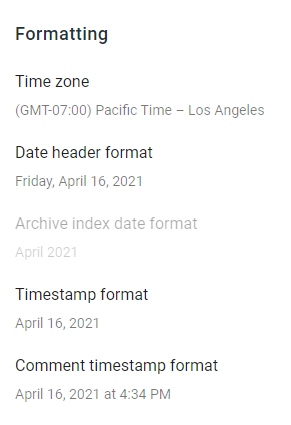 Formatting
Time zone
(GMT-07:00) Pacific Time – Los Angeles
Date header format
Friday, April 16, 2021
Archive index date format
April 2021
Timestamp format
April 16, 2021
Comment timestamp format
April 16, 2021 at 4:34 PM